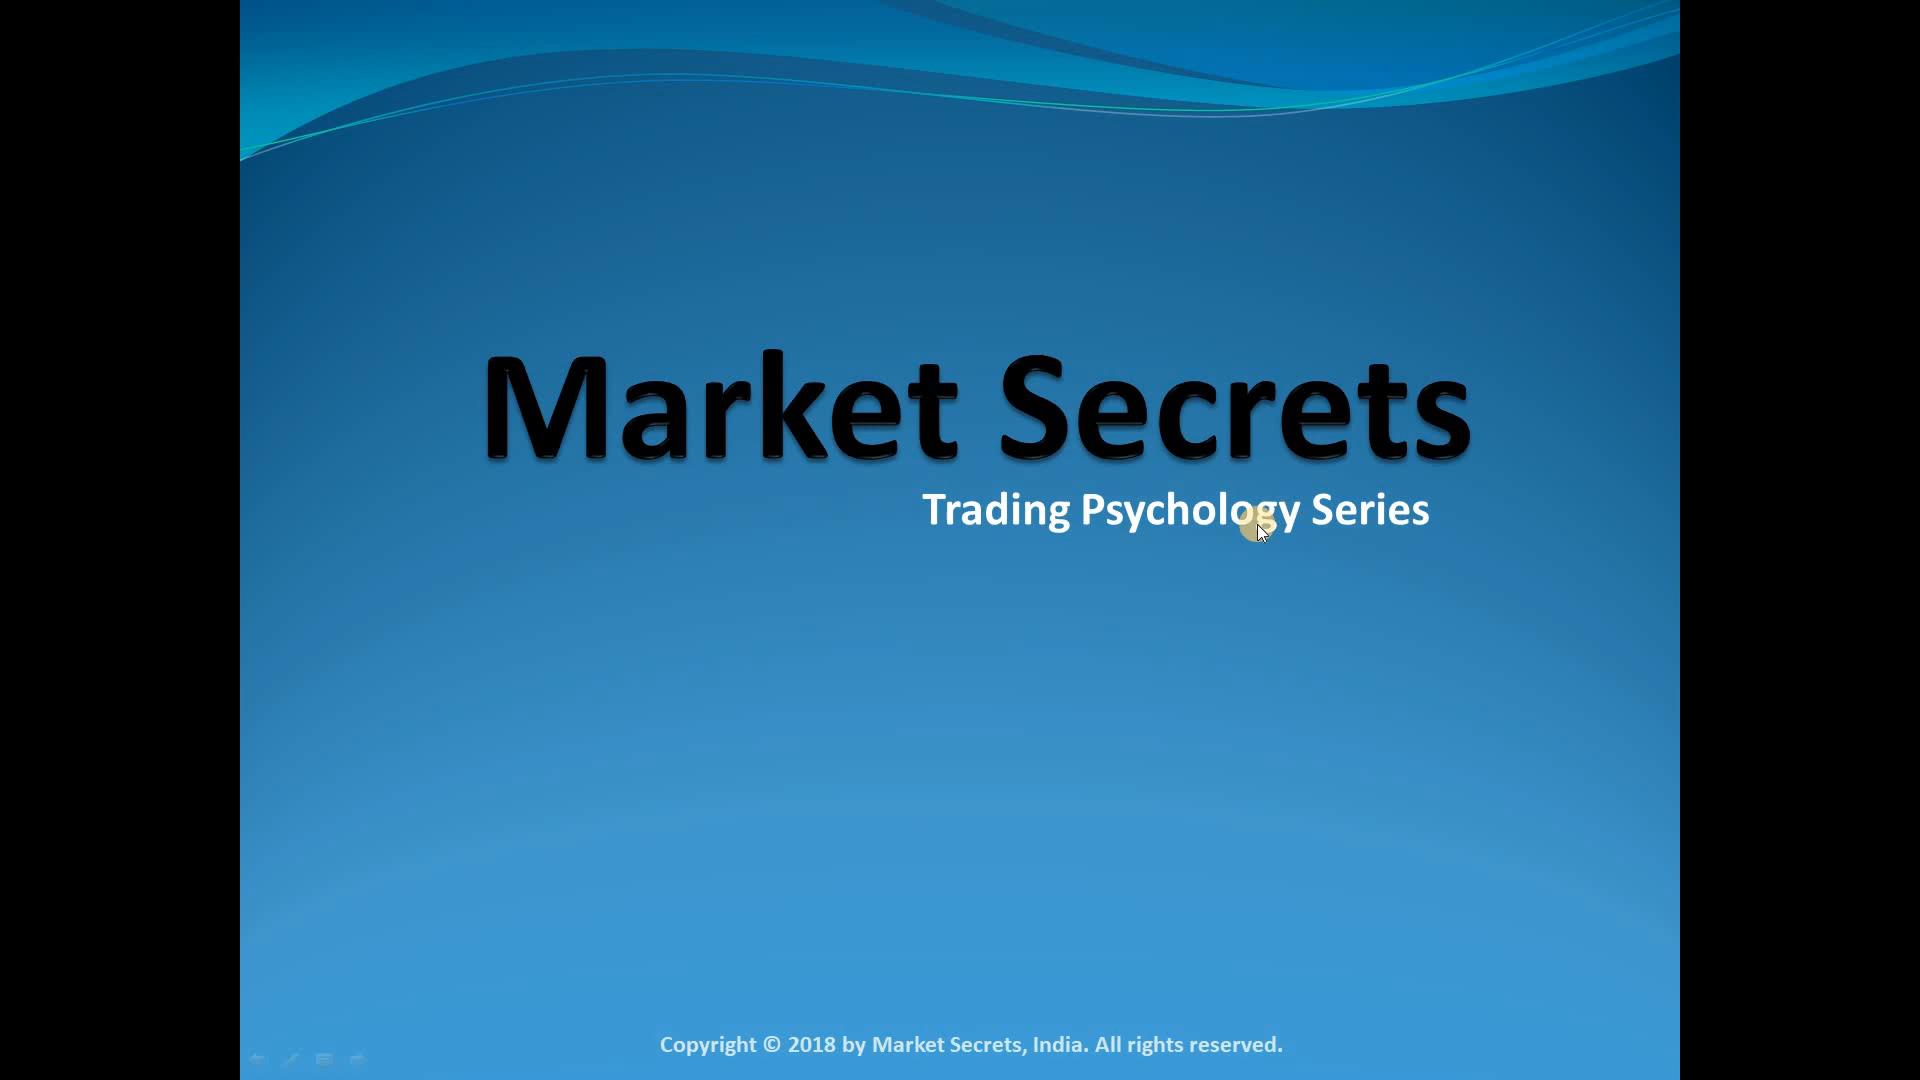 Market Secrets
Trading Psychology Series
Copyright © 2018 by Market Secrets, India. All rights reserved.